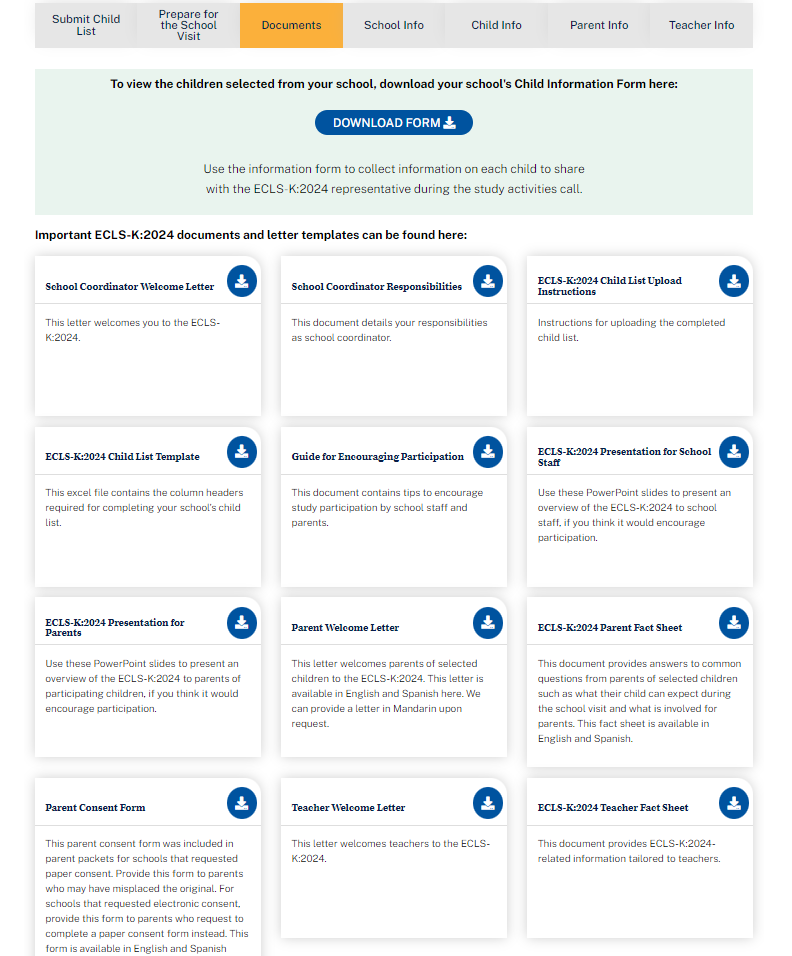 Submit Child
List
Prepare for
the School
Visit
Documents
School Info
Child Info
Parent Info
Teacher Info
To view the children selected from your school, download your school's Child Information Form here:
DOWNLOAD FORM
Use the information form to collect information on each child to share
with the ECLS-K:2024 representative during the study activities call.
Important ECLS-K:2024 documents and letter templates can be found here:
School Coordinator Welcome Letter
This letter welcomes you to the ECLS-
K:2024.
School Coordinator Responsibilities
This document details your responsibilities
as school coordinator.
ECLS-K:2024 Child List Upload
Instructions
Instructions for uploading the completed
child list.
ECLS-K:2024 Child List Template
This excel file contains the column headers
required for completing your school's child
list.
Guide for Encouraging Participation
This document contains tips to encourage
study participation by school staff and
parents.
ECLS-K:2024 Presentation for School
Staff
Use these PowerPoint slides to present an
overview of the ECLS-K:2024 to school
staff, if you think it would encourage
participation.
ECLS-K:2024 Presentation for
Parents
Use these PowerPoint slides to present an
overview of the ECLS-K:2024 to parents of
participating children, if you think it would
encourage participation.
Parent Welcome Letter
This letter welcomes parents of selected
children to the ECLS-K:2024. This letter is
available in English and Spanish here. We
can provide a letter in Mandarin upon
request.
ECLS-K:2024 Parent Fact Sheet
This document provides answers to common
questions from parents of selected children
such as what their child can expect during
the school visit and what is involved for
parents. This fact sheet is available in
English and Spanish.
Parent Consent Form
This parent consent form was included in
parent packets for schools that requested
paper consent. Provide this form to parents
who may have misplaced the original. For
schools that requested electronic consent,
provide this form to parents who request to
complete a paper consent form instead. This
form is available in English and Spanish
Teacher Welcome Letter
This letter welcomes teachers to the ECLS-
K:2024.
ECLS-K:2024 Teacher Fact Sheet
This document provides ECLS-K:2024-
related information tailored to teachers.